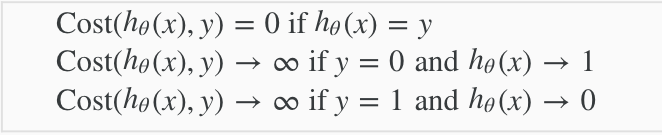 Cost(hθ(x), y) = 0 if hθ(x) = y
Cost(hθ(x), y) → ∞ if y = 0 and hθ(x) → 1
Cost(hθ(x), y) → ∞ if y = 1 and hθ(x) → 0